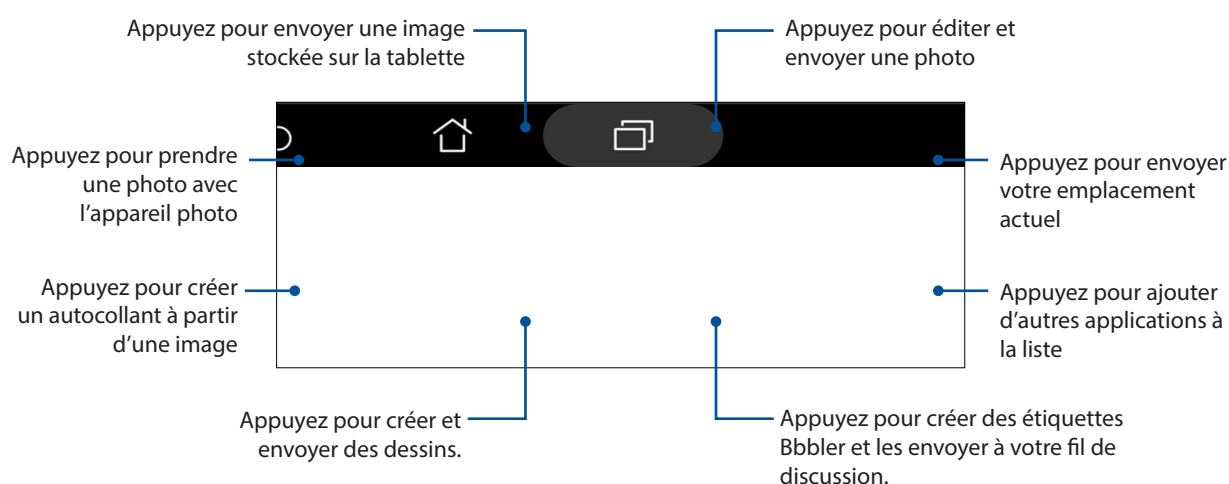 Appuyez pour envoyer une image
stockée sur la tablette
Appuyez pour éditer et
envoyer une photo
Appuyez pour prendre
une photo avec
l’appareil photo
Appuyez pour envoyer
votre emplacement
actuel
Appuyez pour créer
un autocollant à partir
d’une image
Appuyez pour ajouter
d’autres applications à
la liste
Appuyez pour créer et
envoyer des dessins.
Appuyez pour créer des étiquettes
Bbbler et les envoyer à votre fil de
discussion.